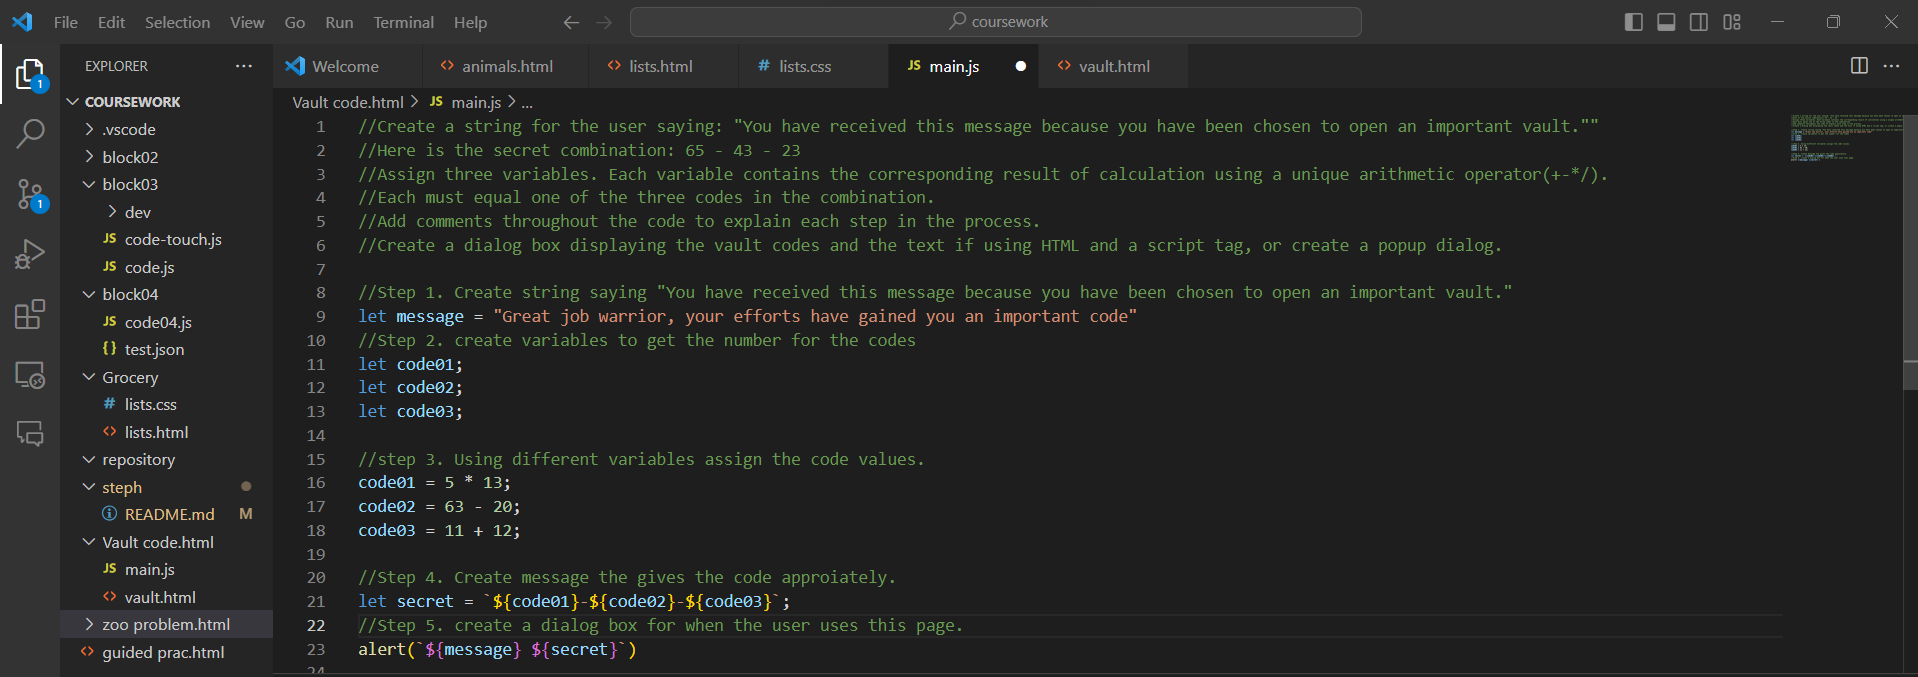 File Edit Selection View Go Run Terminal Help
coursework
EXPLORER
Welcome
animals.html
lists.html
# lists.css
JS main.js
vault.html
1
1
COURSEWORK
.vscode
block02
block03
dev
JS code-touch.js
JS code.js
block04
JS code04.js
{} test.json
Grocery
# lists.css
lists.html
repository
steph
README.md M
Vault code.html
JS main.js
vault.html
zoo problem.html
guided prac.html
Vault code.html > JS main.js > ...
1 //Create a string for the user saying: "You have received this message because you have been chosen to open an important vault.""
2 //Here is the secret combination: 65 - 43 - 23
3 //Assign three variables. Each variable contains the corresponding result of calculation using a unique arithmetic operator(+-*/).
4 //Each must equal one of the three codes in the combination.
5 //Add comments throughout the code to explain each step in the process.
6 //Create a dialog box displaying the vault codes and the text if using HTML and a script tag, or create a popup dialog.
7
8 //Step 1. Create string saying "You have received this message because you have been chosen to open an important vault."
9 let message = "Great job warrior, your efforts have gained you an important code"
10 //Step 2. create variables to get the number for the codes
11 let code01;
12 let code02;
13 let code03;
14
15 //step 3. Using different variables assign the code values.
16 code01 = 5 * 13;
17 code02 = 63 - 20;
18 code03 = 11 + 12;
19
20 //Step 4. Create message the gives the code approiately.
21 let secret = `${code01}-${code02}-${code03}`;
22 //Step 5. create a dialog box for when the user uses this page.
23 alert(`${message} ${secret}`)
24